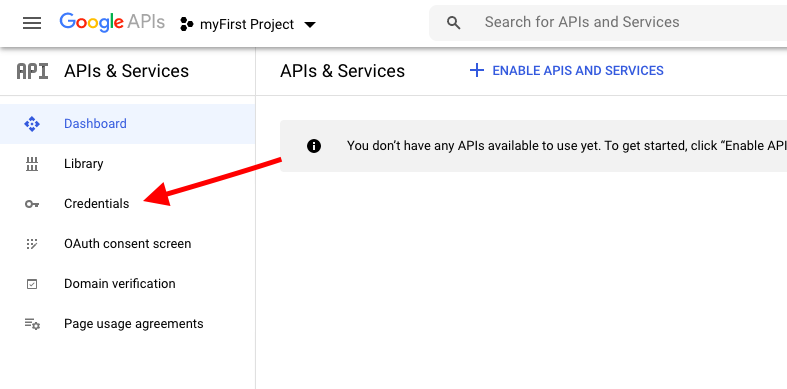 Google APIs
myFirst Project
Search for APIs and Services
API
APIs & Services
APIs & Services
ENABLE APIS AND SERVICES
Dashboard
You don’t have any APIs available to use yet. To get started, click “Enable API
Library
Credentials
OAuth consent screen
Domain verification
Page usage agreements